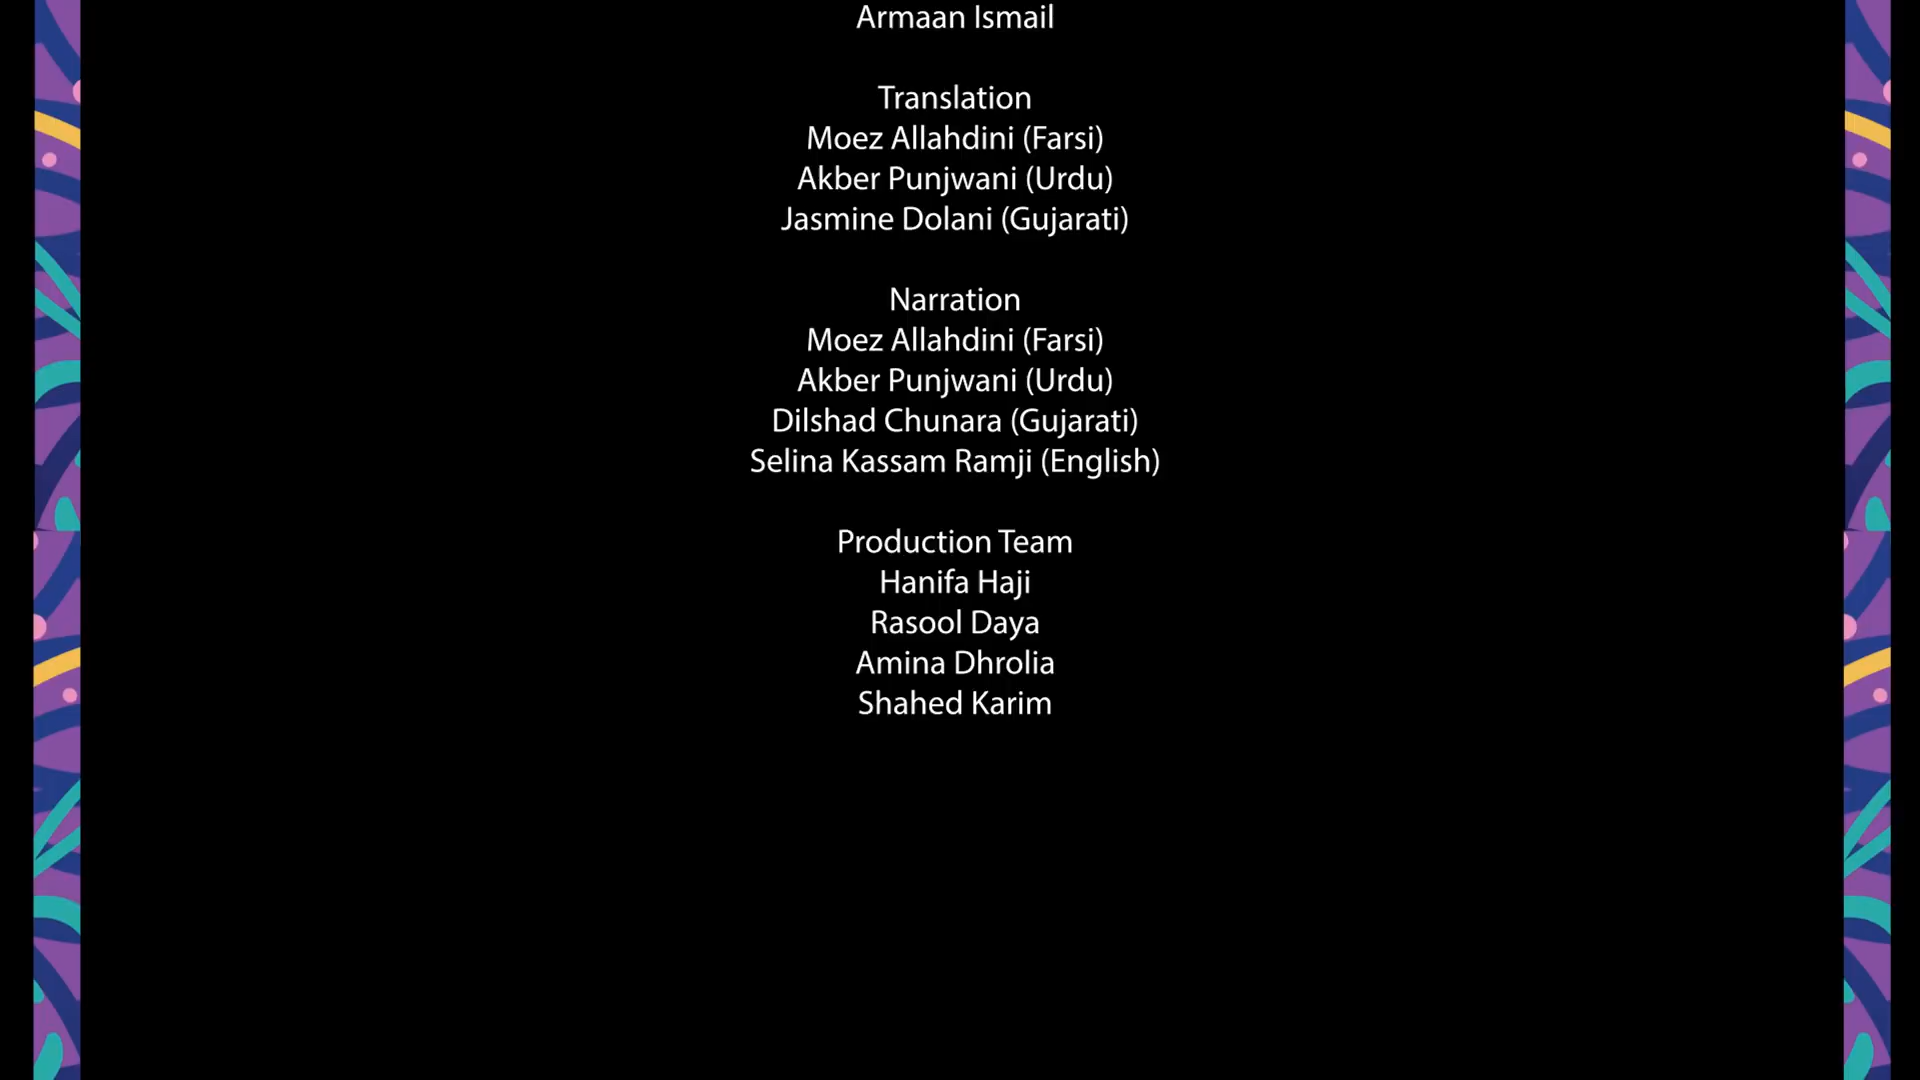 Armaan Ismail
Translation
Moez Allahdini (Farsi)
Akber Punjwani (Urdu)
Jasmine Dolani (Gujarati)
Narration
Moez Allahdini (Farsi)
Akber Punjwani (Urdu)
Dilshad Chunara (Gujarati)
Selina Kassam Ramji (English)
Production Team
Hanifa Haji
Rasool Daya
Amina Dhrolia
Shahed Karim